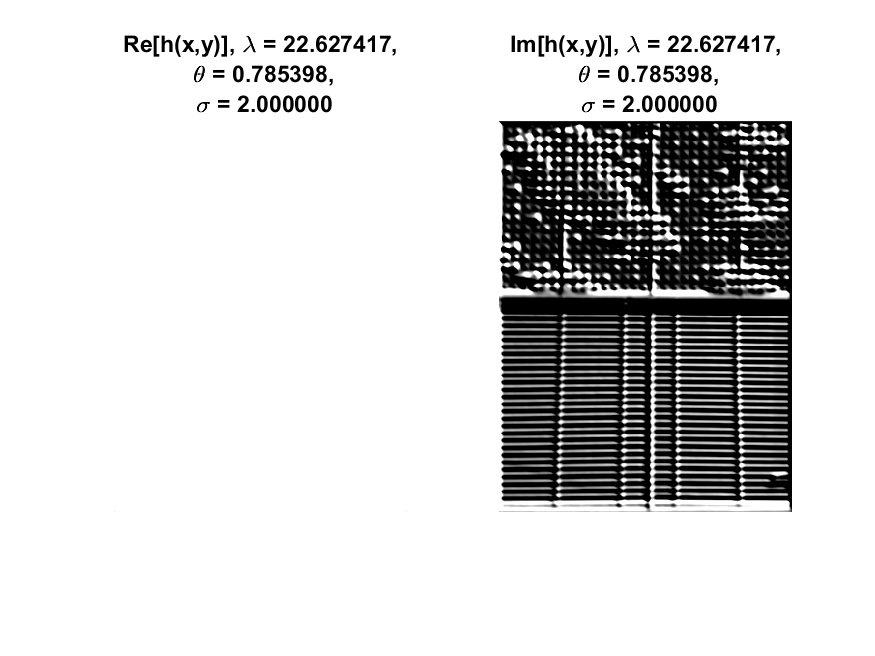 Re[h(x,y)], λ = 22.627417,
θ = 0.785398,
σ = 2.000000
Im[h(x,y)], λ = 22.627417,
θ = 0.785398,
σ = 2.000000